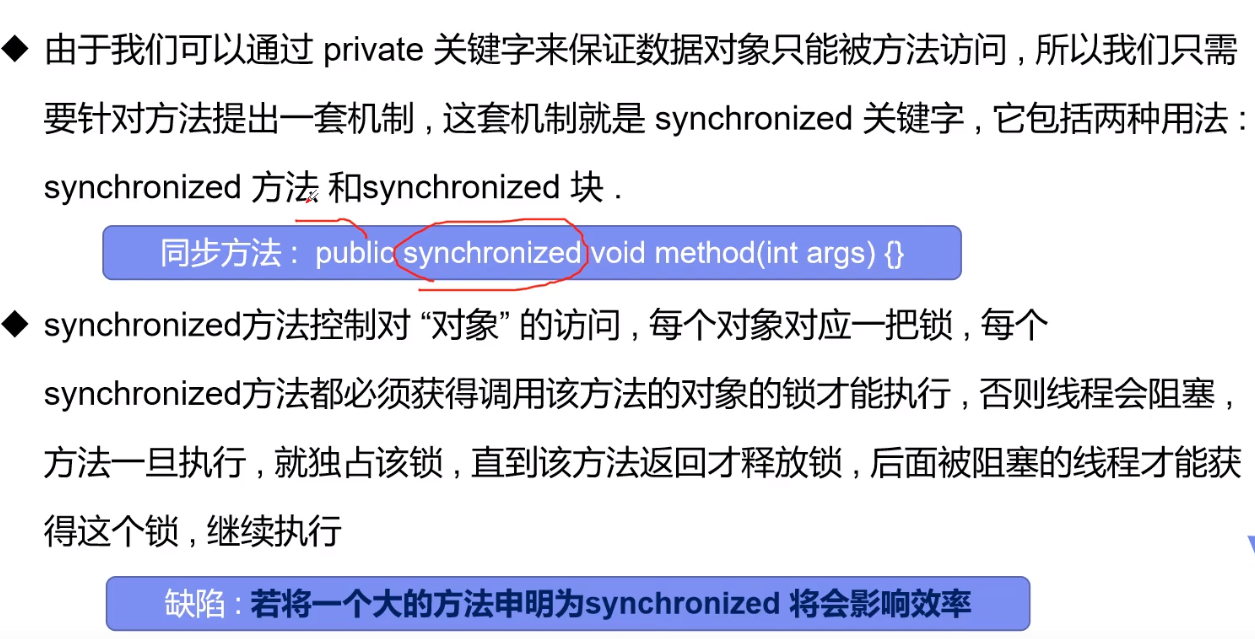 ◆ 由于我们可以通过 private 关键字来保证数据对象只能被方法访问 , 所以我们只需
要针对方法提出一套机制 , 这套机制就是 synchronized 关键字 , 它包括两种用法 :
synchronized 方法 和synchronized 块 .
同步方法 : public synchronized void method(int args) {}
◆ synchronized方法控制对 “对象” 的访问 , 每个对象对应一把锁 , 每个
synchronized方法都必须获得调用该方法的对象的锁才能执行 , 否则线程会阻塞 ,
方法一旦执行 , 就独占该锁 , 直到该方法返回才释放锁 , 后面被阻塞的线程才能获
得这个锁 , 继续执行
缺陷 : 若将一个大的方法申明为synchronized 将会影响效率